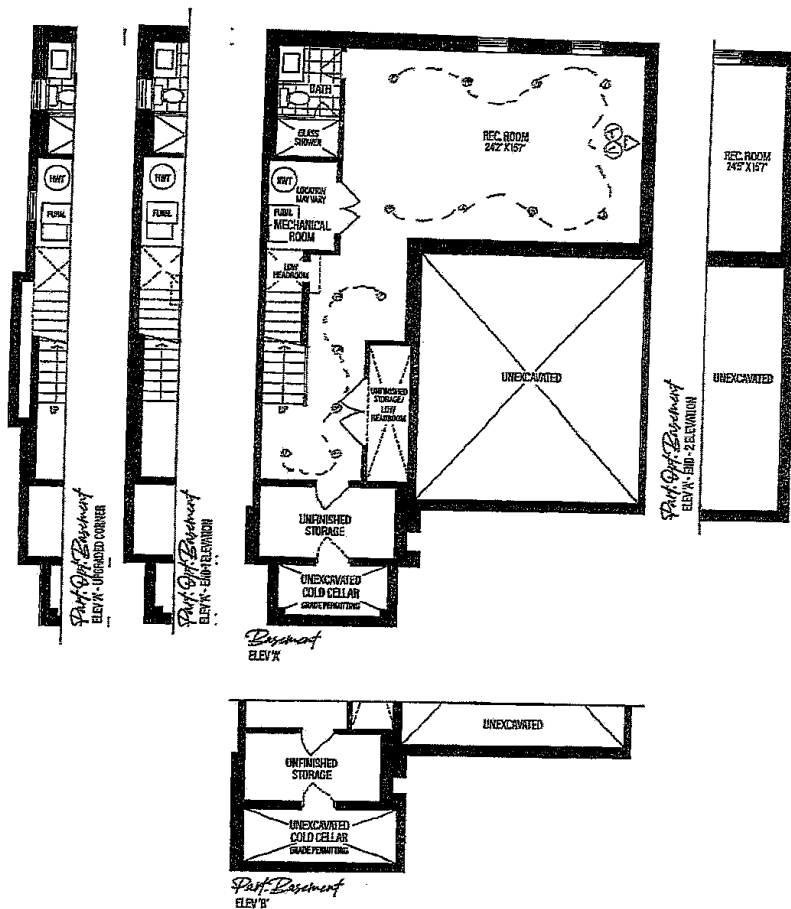 BATH
GLASS
SHOWER
HWT
LOCATION
MAY VARY
FURN.
MECHANICAL
ROOM
LOW
HEADROOM
REC. ROOM
24'2" X 15'7"
UP
UNFINISHED
STORAGE/
LOW
HEADROOM
UNEXCAVATED
UNFINISHED
STORAGE
UNEXCAVATED
COLD CELLAR
GRADE PERMITTING
Basement
ELEV 'A'
HWT
FURN.
UP
Part. Opt. Basement
ELEV 'A' - UPGRADED CORNER
HWT
FURN.
UP
Part. Opt. Basement
ELEV 'A' - END-1 ELEVATION
REC. ROOM
24'5" X 15'7"
UNEXCAVATED
Part. Opt. Basement
ELEV 'A' - END-2 ELEVATION
UNEXCAVATED
UNFINISHED
STORAGE
UNEXCAVATED
COLD CELLAR
GRADE PERMITTING
Part. Basement
ELEV 'B'